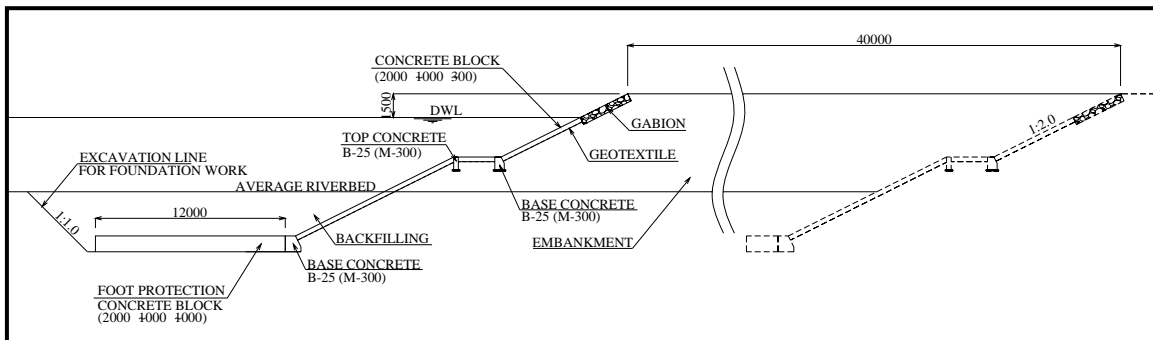 40000
CONCRETE BLOCK
(2000 1000 300)
1500
DWL
GABION
1:2.0
TOP CONCRETE
B-25 (M-300)
GEOTEXTILE
EXCAVATION LINE
FOR FOUNDATION WORK
AVERAGE RIVERBED
1:1.0
12000
BASE CONCRETE
B-25 (M-300)
BACKFILLING
EMBANKMENT
BASE CONCRETE
B-25 (M-300)
FOOT PROTECTION
CONCRETE BLOCK
(2000 1000 1000)